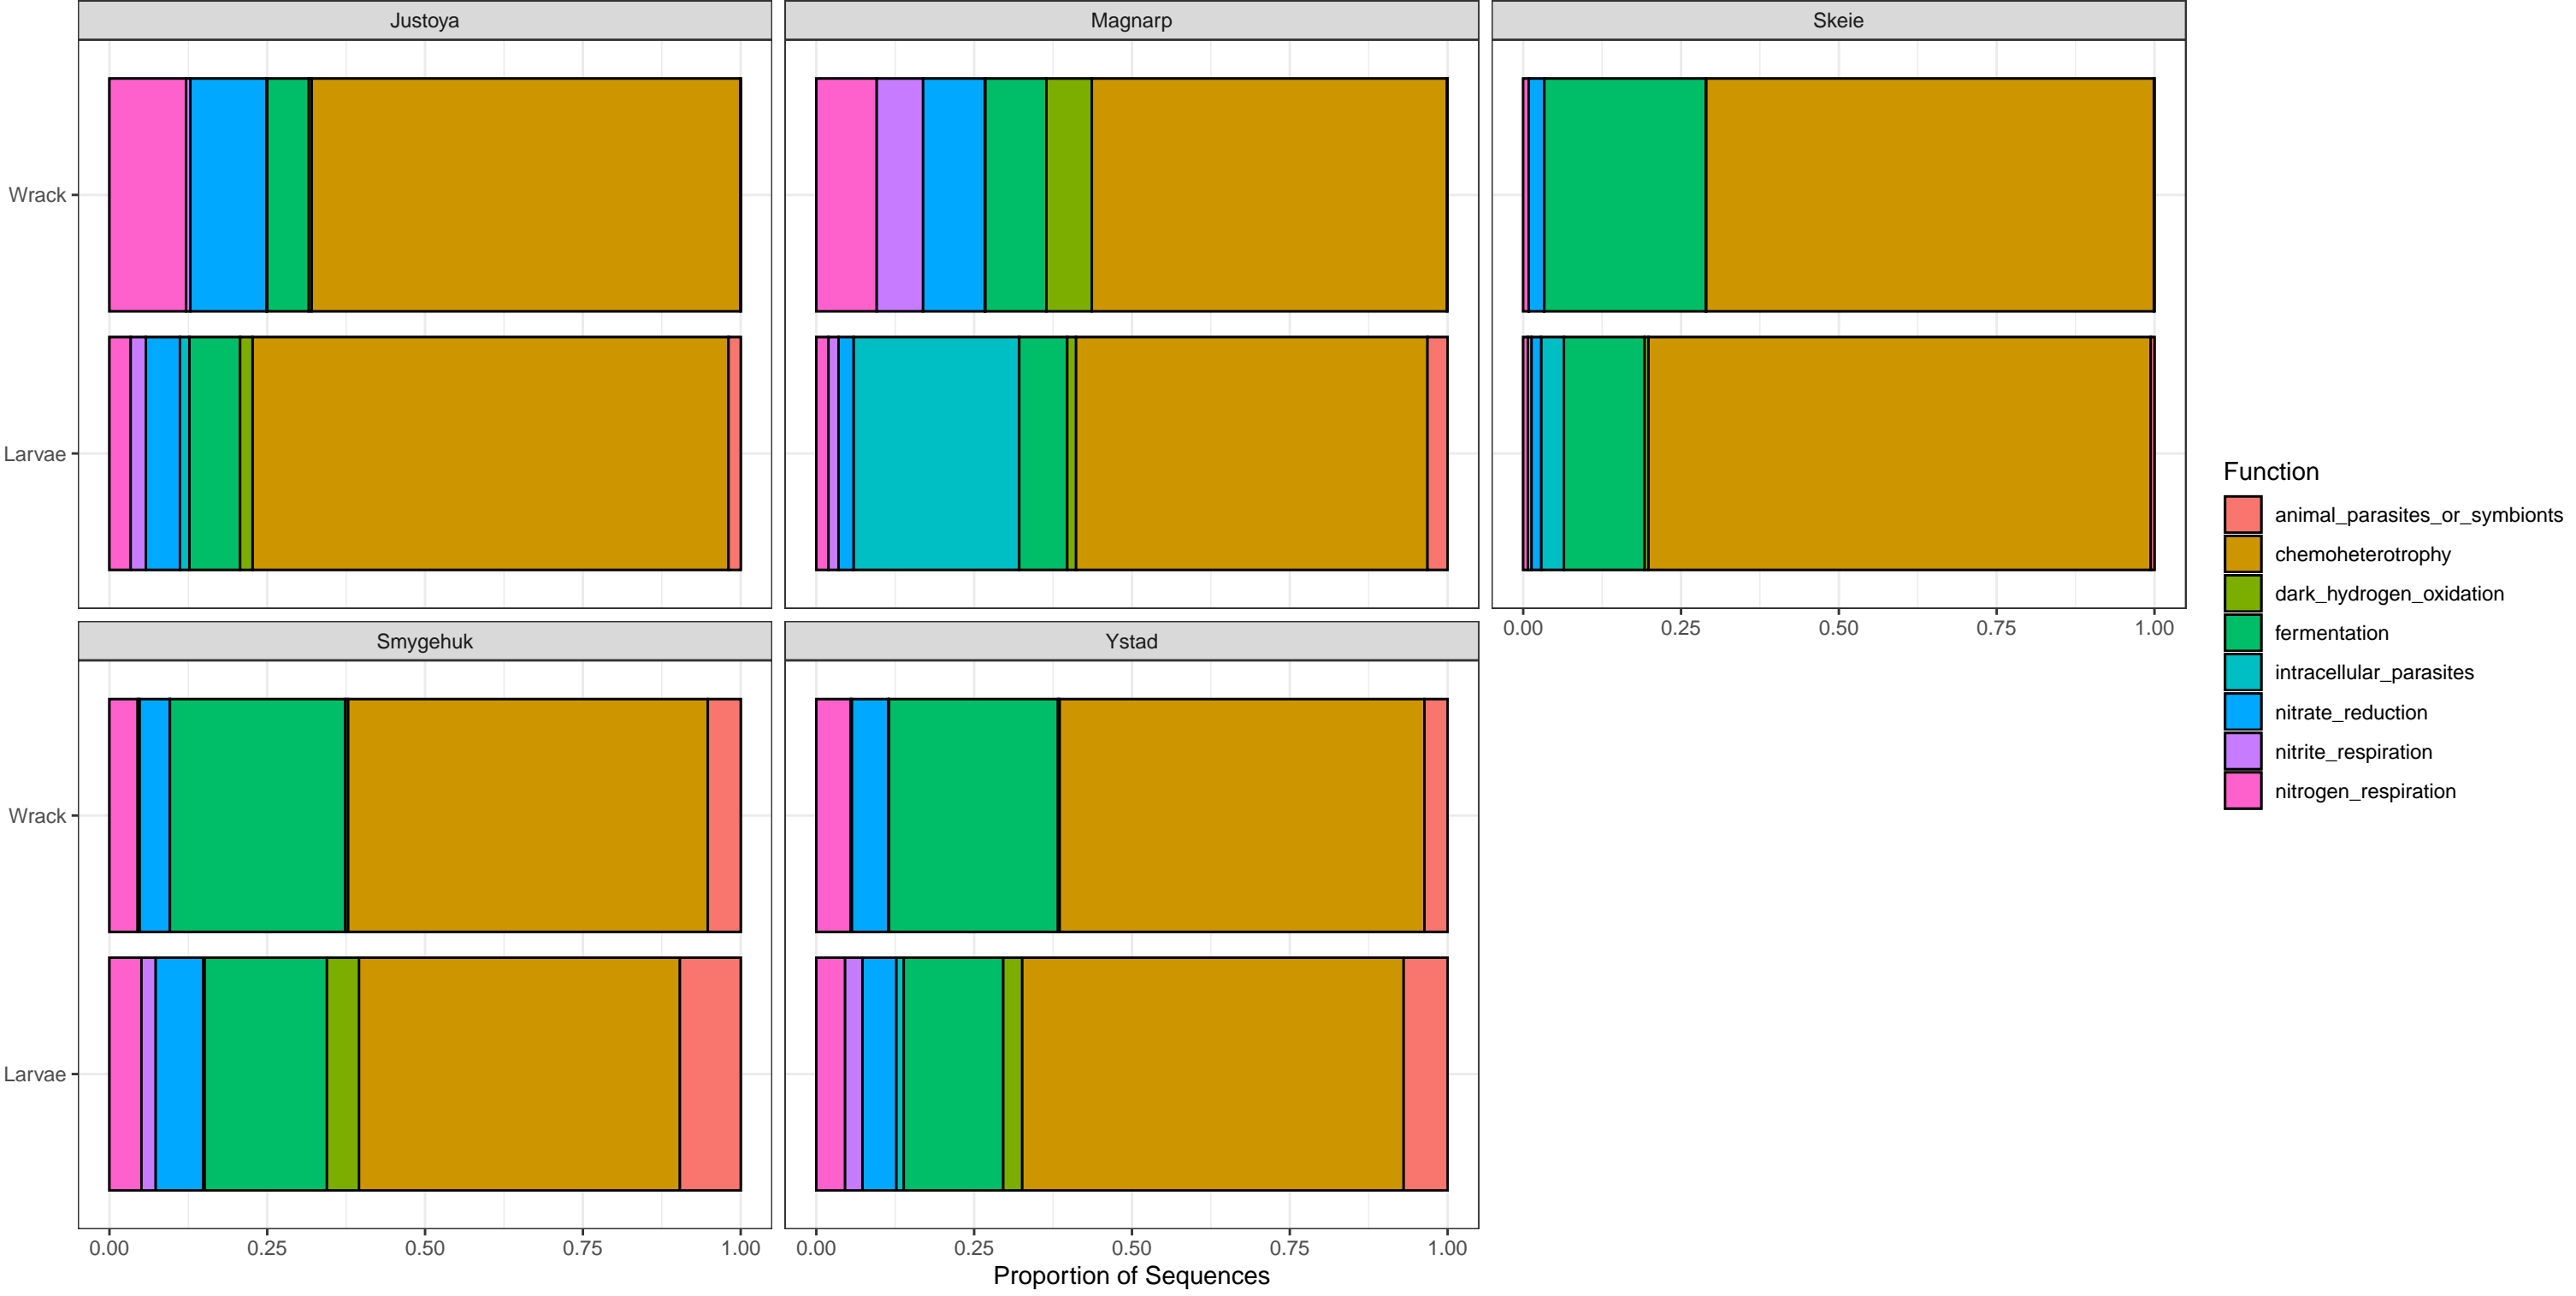 Justoya
Magnarp
Skeie
Wrack
Larvae
0.00 0.25 0.50 0.75 1.00
Smygehuk
Ystad
Wrack
Larvae
0.00 0.25 0.50 0.75 1.00
0.00 0.25 0.50 0.75 1.00
Proportion of Sequences
Function
animal_parasites_or_symbionts
chemoheterotrophy
dark_hydrogen_oxidation
fermentation
intracellular_parasites
nitrate_reduction
nitrite_respiration
nitrogen_respiration